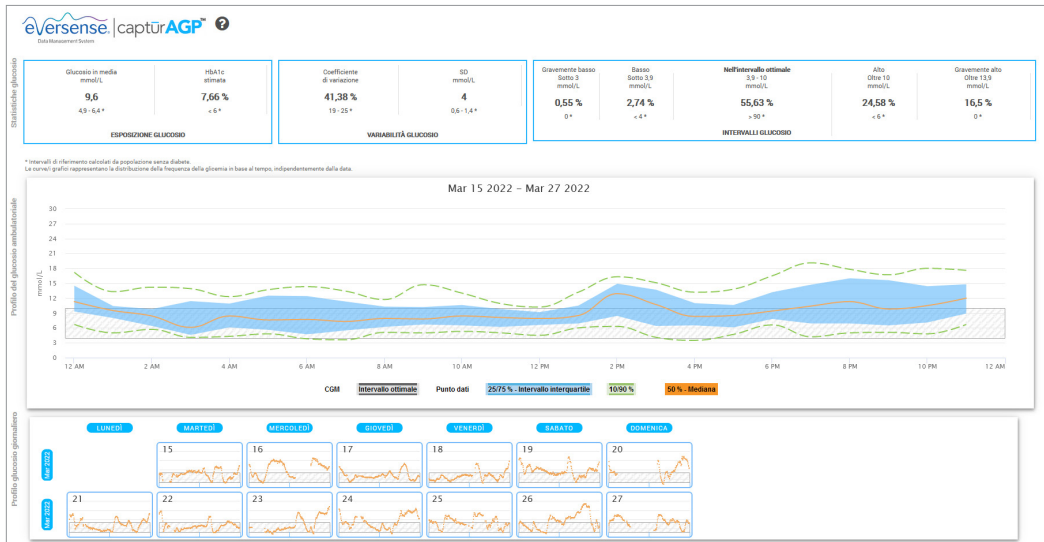 eversense. | captūrAGP™ ?
Data Management System
Statistiche glucosio
Glucosio in media
mmol/L
9,6
4,9 - 6,4 *
HbA1c
stimata
7,66 %
< 6 *
ESPOSIZIONE GLUCOSIO
Coefficiente
di variazione
41,38 %
19 - 25 *
SD
mmol/L
4
0,6 - 1,4 *
VARIABILITÀ GLUCOSIO
Gravemente basso
Sotto 3
mmol/L
0,55 %
0 *
Basso
Sotto 3,9
mmol/L
2,74 %
< 4 *
Nell'intervallo ottimale
3,9 - 10
mmol/L
55,63 %
> 90 *
Alto
Oltre 10
mmol/L
24,58 %
< 6 *
Gravemente alto
Oltre 13,9
mmol/L
16,5 %
0 *
INTERVALLI GLUCOSIO
* Intervalli di riferimento calcolati da popolazione senza diabete.
Le curve/i grafici rappresentano la distribuzione della frequenza della glicemia in base al tempo, indipendentemente dalla data.
Profilo del glucosio ambulatoriale
Mar 15 2022 – Mar 27 2022
mmol/L
30
27
24
21
18
15
12
9
6
3
0
12 AM 2 AM 4 AM 6 AM 8 AM 10 AM 12 PM 2 PM 4 PM 6 PM 8 PM 10 PM 12 AM
CGM Intervallo ottimale Punto dati 25/75 % - Intervallo interquartile 10/90 % 50 % - Mediana
Profilo glucosio giornaliero
LUNEDÌ MARTEDÌ MERCOLEDÌ GIOVEDÌ VENERDÌ SABATO DOMENICA
Mar 2022
15 16 17 18 19 20
Mar 2022
21 22 23 24 25 26 27